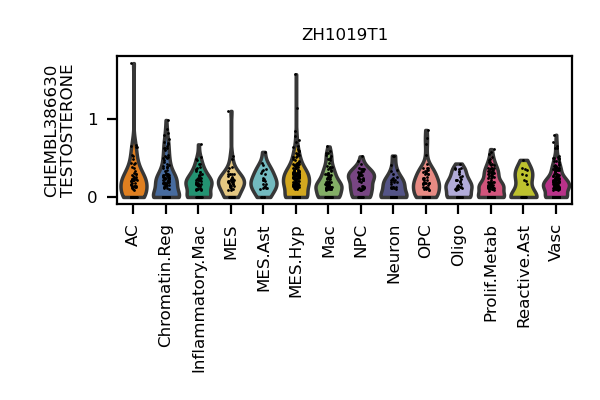 ZH1019T1
CHEMBL386630
TESTOSTERONE
1
0
AC
Chromatin.Reg
Inflammatory.Mac
MES
MES.Ast
MES.Hyp
Mac
NPC
Neuron
OPC
Oligo
Prolif.Metab
Reactive.Ast
Vasc